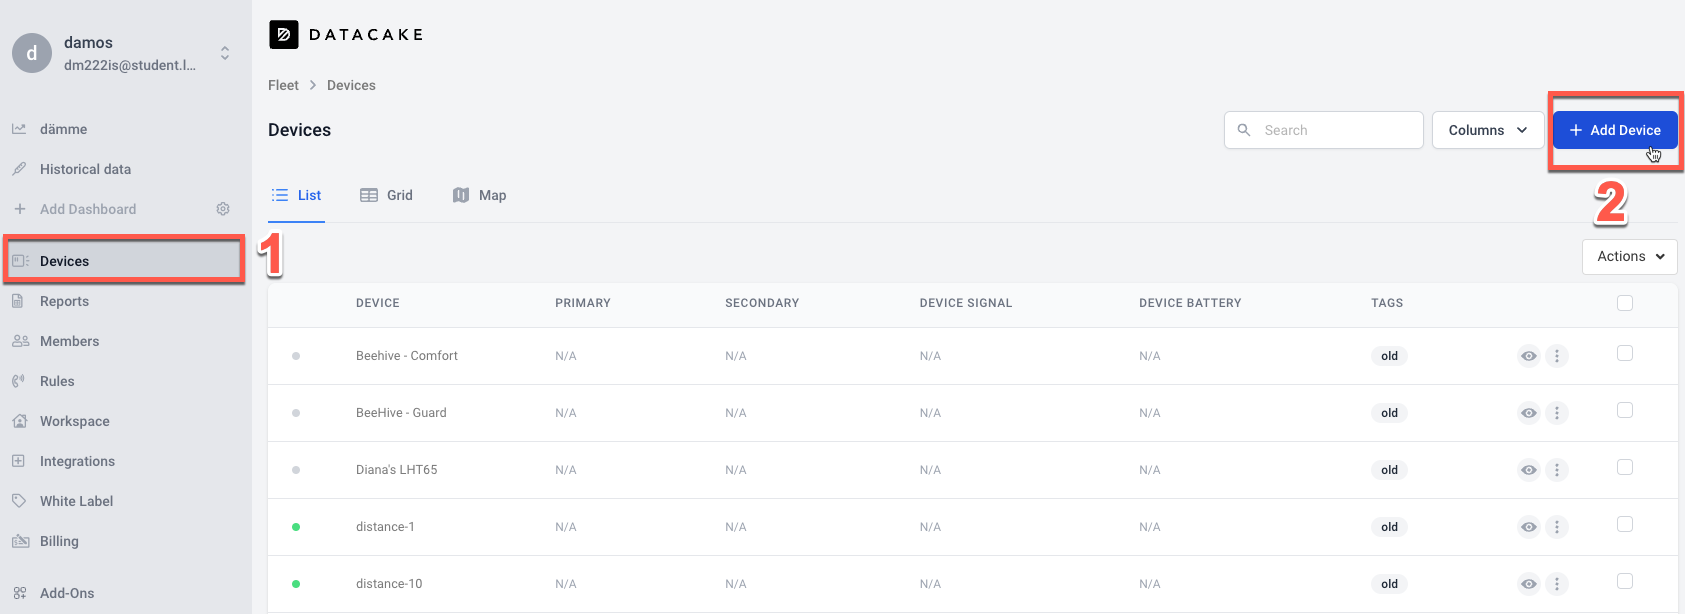 d
damos
dm222is@student.l...
dämme
Historical data
Add Dashboard
Devices
Reports
Members
Rules
Workspace
Integrations
White Label
Billing
Add-Ons
DATACAKE
Fleet > Devices
Devices
Search
Columns
+ Add Device
1
2
List Grid Map
Actions
DEVICE PRIMARY SECONDARY DEVICE SIGNAL DEVICE BATTERY TAGS
Beehive - Comfort N/A N/A N/A N/A old
BeeHive - Guard N/A N/A N/A N/A old
Diana's LHT65 N/A N/A N/A N/A old
distance-1 N/A N/A N/A N/A old
distance-10 N/A N/A N/A N/A old